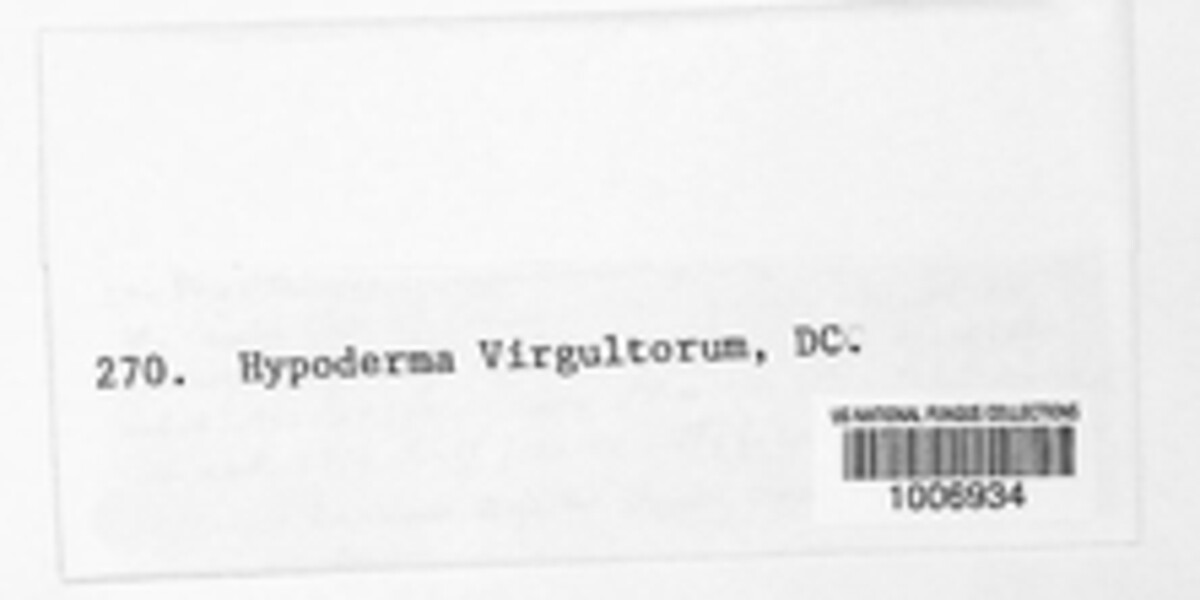 270. Hypoderma Virgultorum, DC.
US NATIONAL FUNGUS COLLECTIONS
1006934